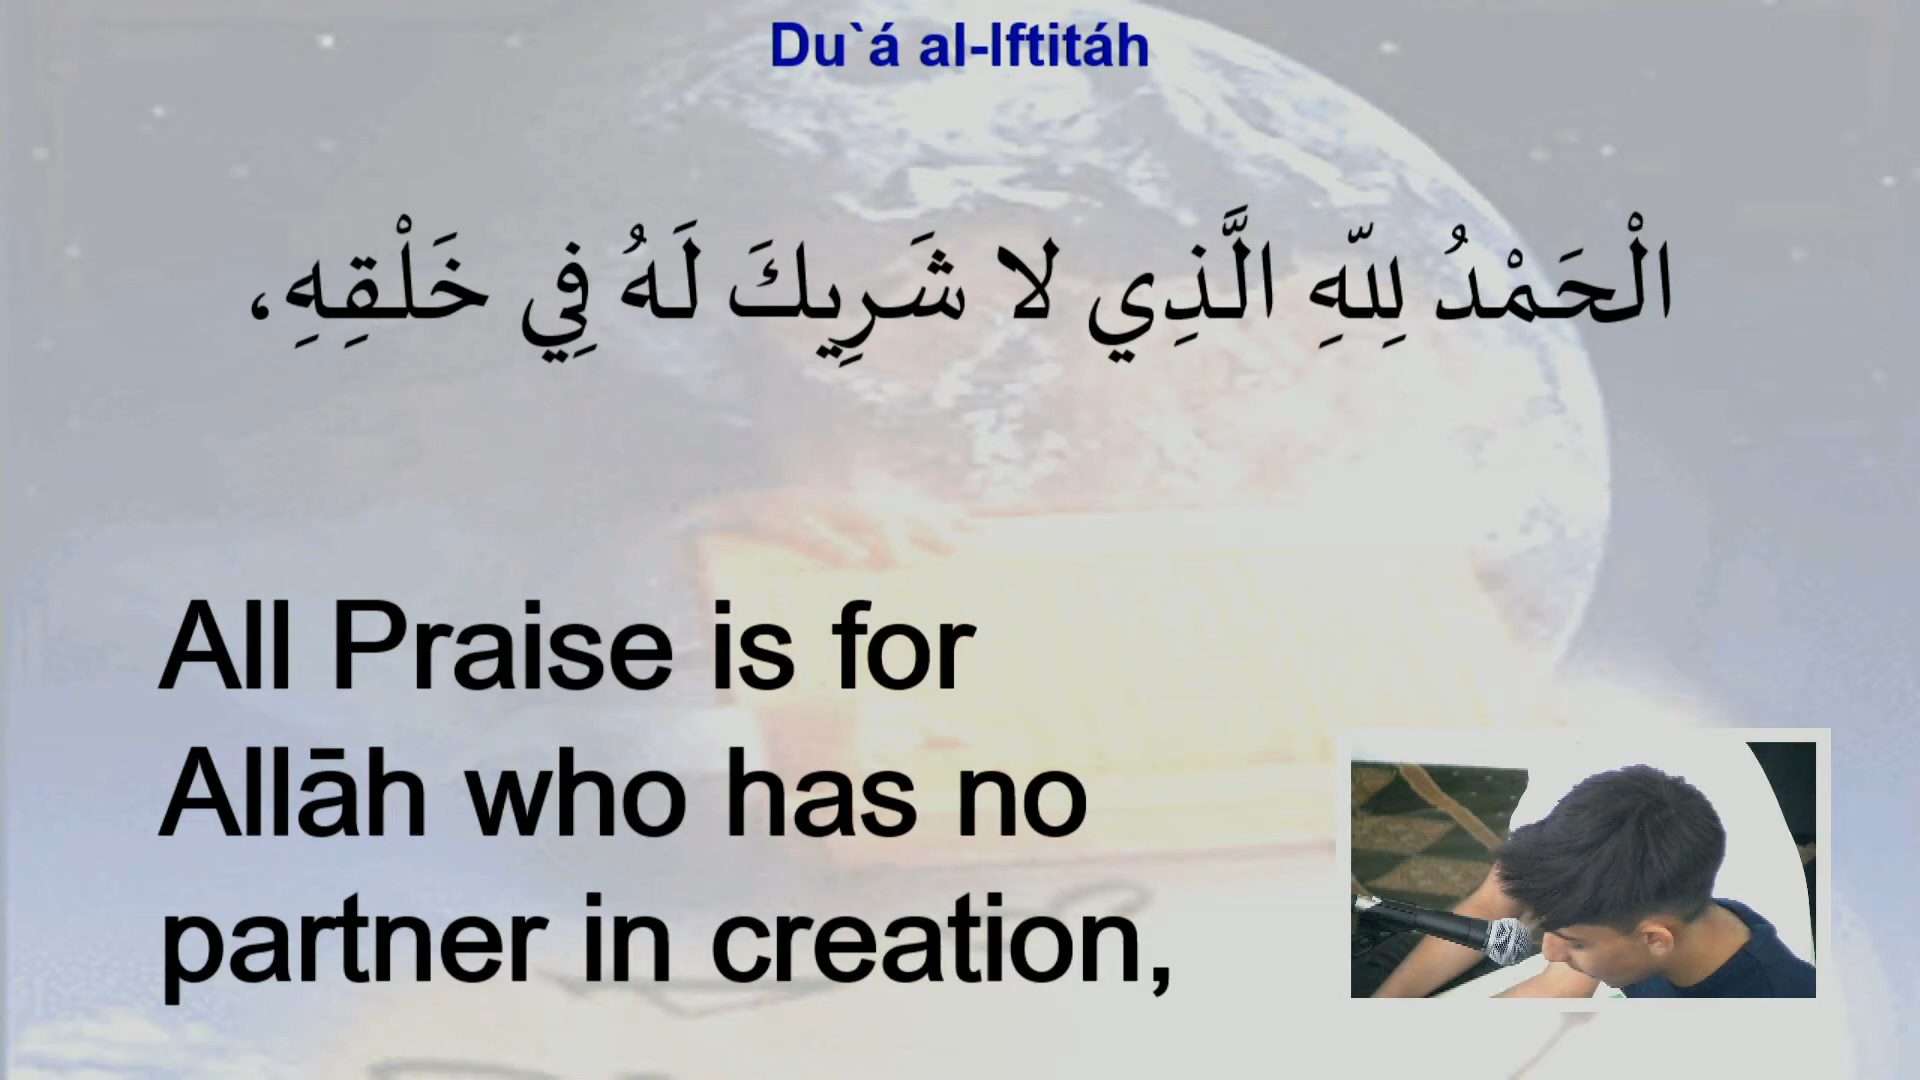 Du`á al-Iftitáh
الْحَمْدُ لِلّهِ الَّذِي لا شَرِيكَ لَهُ فِي خَلْقِهِ،
All Praise is for
Allāh who has no
partner in creation,